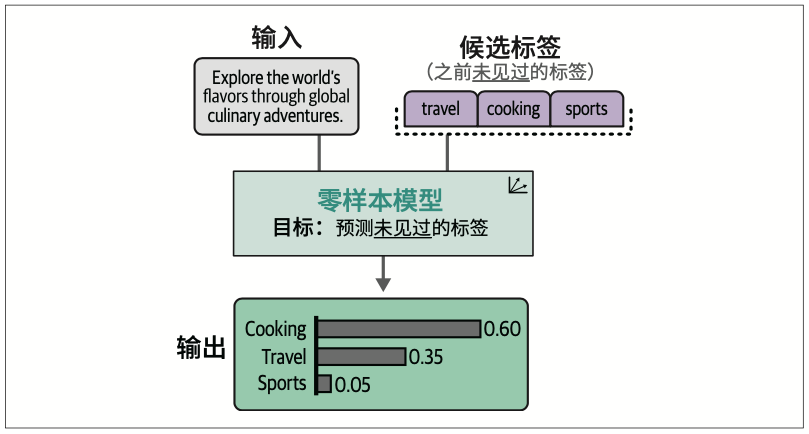 输入
Explore the world's
flavors through global
culinary adventures.
候选标签
（之前未见过的标签）
travel
cooking
sports
零样本模型
目标：预测未见过的标签
输出
Cooking 0.60
Travel 0.35
Sports 0.05